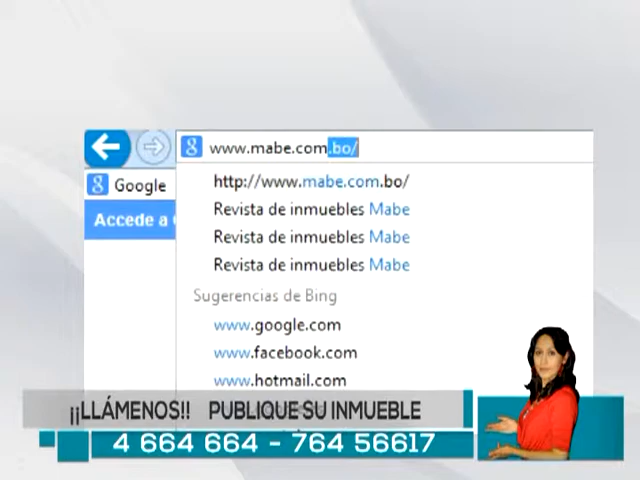 www.mabe.com.bo/
Google
http://www.mabe.com.bo/
Accede a
Revista de inmuebles Mabe
Revista de inmuebles Mabe
Revista de inmuebles Mabe
Sugerencias de Bing
www.google.com
www.facebook.com
www.hotmail.com
¡¡LLÁMENOS!! PUBLIQUE SU INMUEBLE
4 664 664 - 764 56617